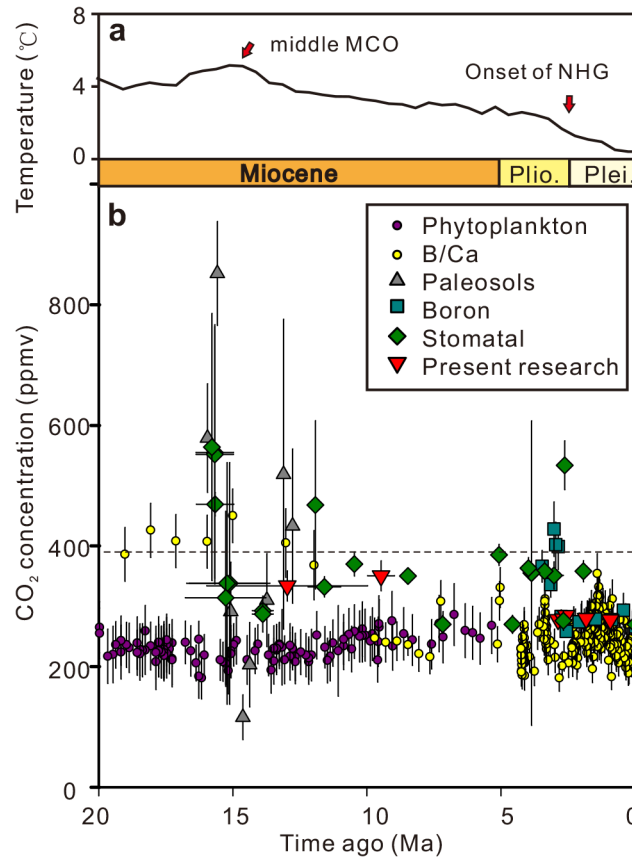 8
a
middle MCO
Onset of NHG
4
0
Temperature (℃)
Miocene
Plio.
Plei.
b
Phytoplankton
B/Ca
Paleosols
Boron
Stomatal
Present research
800
600
400
200
0
CO₂ concentration (ppmv)
20
15
10
5
0
Time ago (Ma)